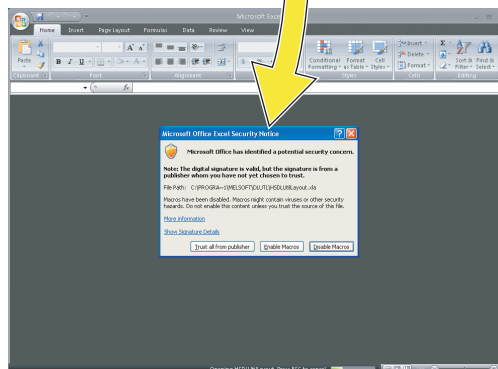 Microsoft Excel
Home Insert Page Layout Formulas Data Review View
Paste
B I U
A A
Conditional Formatting Format as Table Cell Styles
Insert
Delete
Format
Sort & Filter Find & Select
Clipboard Font Alignment Styles Cells Editing
fx
Microsoft Office Excel Security Notice
Microsoft Office has identified a potential security concern.
Note: The digital signature is valid, but the signature is from a
publisher whom you have not yet chosen to trust.
File Path: C:\PROGRA~1\MELSOFT\DLUTL\HSDLUtilLayout.xla
Macros have been disabled. Macros might contain viruses or other security
hazards. Do not enable this content unless you trust the source of this file.
More information
Show Signature Details
Trust all from publisher Enable Macros Disable Macros